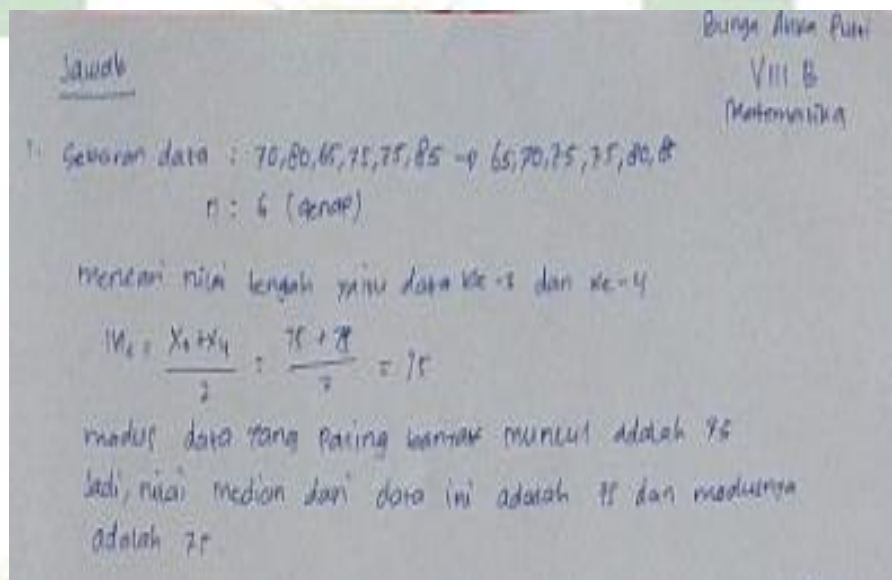 Bunga Putri
VIII B
Matematika
Jawab
1. Sebaran data : 70,80,65,75,75,85 → 65,70,75,75,80,85
n : 6 (genap)
mencari nilai tengah yaitu data ke-3 dan ke-4
Me = X3+X4 / 2 = 75 + 75 / 2 = 75
modus data yang paling banyak muncul adalah 75
Jadi, nilai median dari data ini adalah 75 dan modusnya
adalah 75